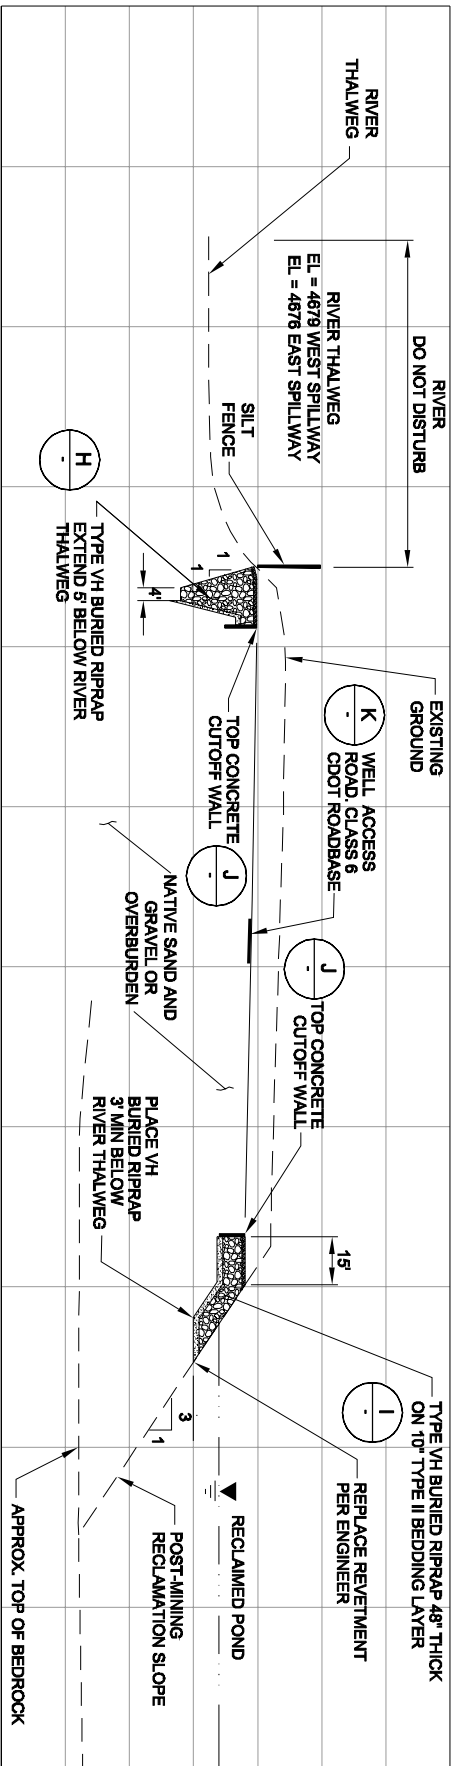 RIVER
DO NOT DISTURB
RIVER
THALWEG
RIVER THALWEG
EL = 4679 WEST SPILLWAY
EL = 4676 EAST SPILLWAY
SILT
FENCE
H
-
TYPE VH BURIED RIPRAP
EXTEND 5' BELOW RIVER
THALWEG
1
1
4'
EXISTING
GROUND
K
-
WELL ACCESS
ROAD. CLASS 6
CDOT ROADBASE
TOP CONCRETE
CUTOFF WALL
J
-
NATIVE SAND AND
GRAVEL OR
OVERBURDEN
J
-
TOP CONCRETE
CUTOFF WALL
PLACE VH
BURIED RIPRAP
3' MIN BELOW
RIVER THALWEG
15'
TYPE VH BURIED RIPRAP 48" THICK
ON 10" TYPE II BEDDING LAYER
I
-
REPLACE REVETMENT
PER ENGINEER
3
1
RECLAIMED POND
POST-MINING
RECLAMATION SLOPE
APPROX. TOP OF BEDROCK